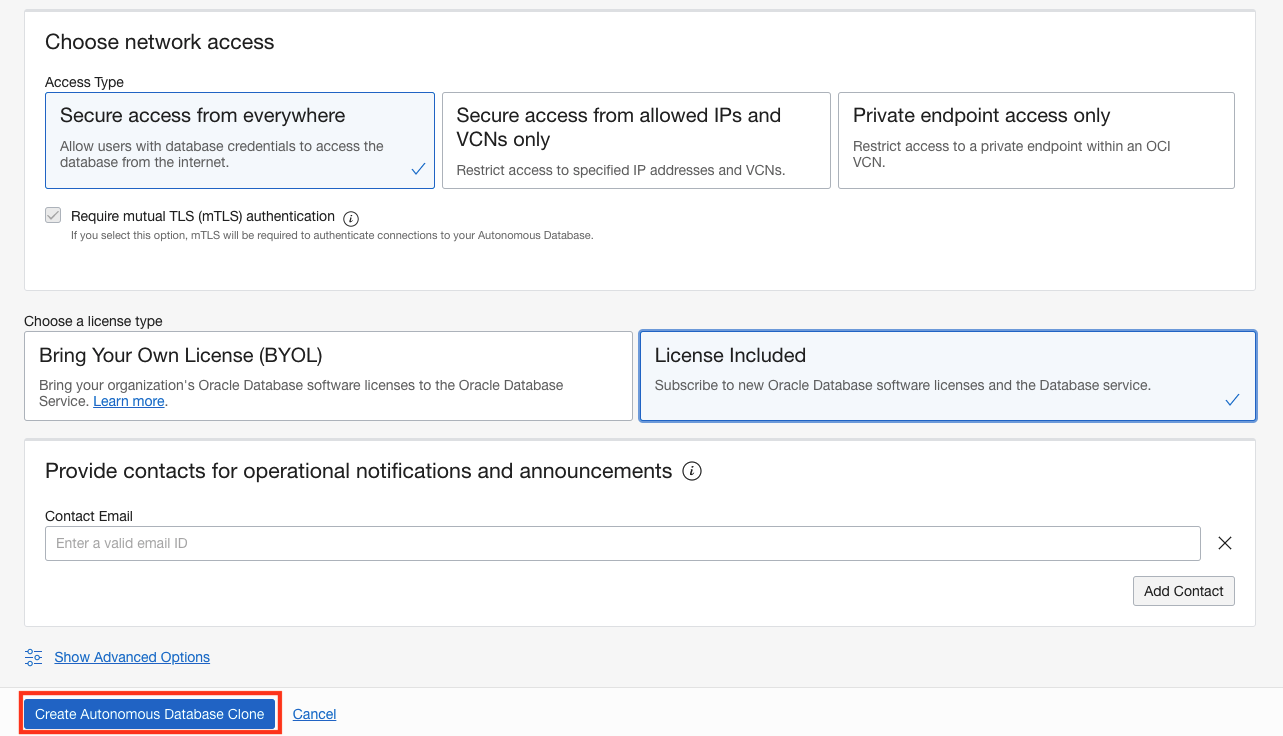 Choose network access
Access Type
Secure access from everywhere
Allow users with database credentials to access the
database from the internet.
Secure access from allowed IPs and
VCNs only
Restrict access to specified IP addresses and VCNs.
Private endpoint access only
Restrict access to a private endpoint within an OCI
VCN.
Require mutual TLS (mTLS) authentication
If you select this option, mTLS will be required to authenticate connections to your Autonomous Database.
Choose a license type
Bring Your Own License (BYOL)
Bring your organization's Oracle Database software licenses to the Oracle Database
Service. Learn more.
License Included
Subscribe to new Oracle Database software licenses and the Database service.
Provide contacts for operational notifications and announcements
Contact Email
Enter a valid email ID
Add Contact
Show Advanced Options
Create Autonomous Database Clone
Cancel